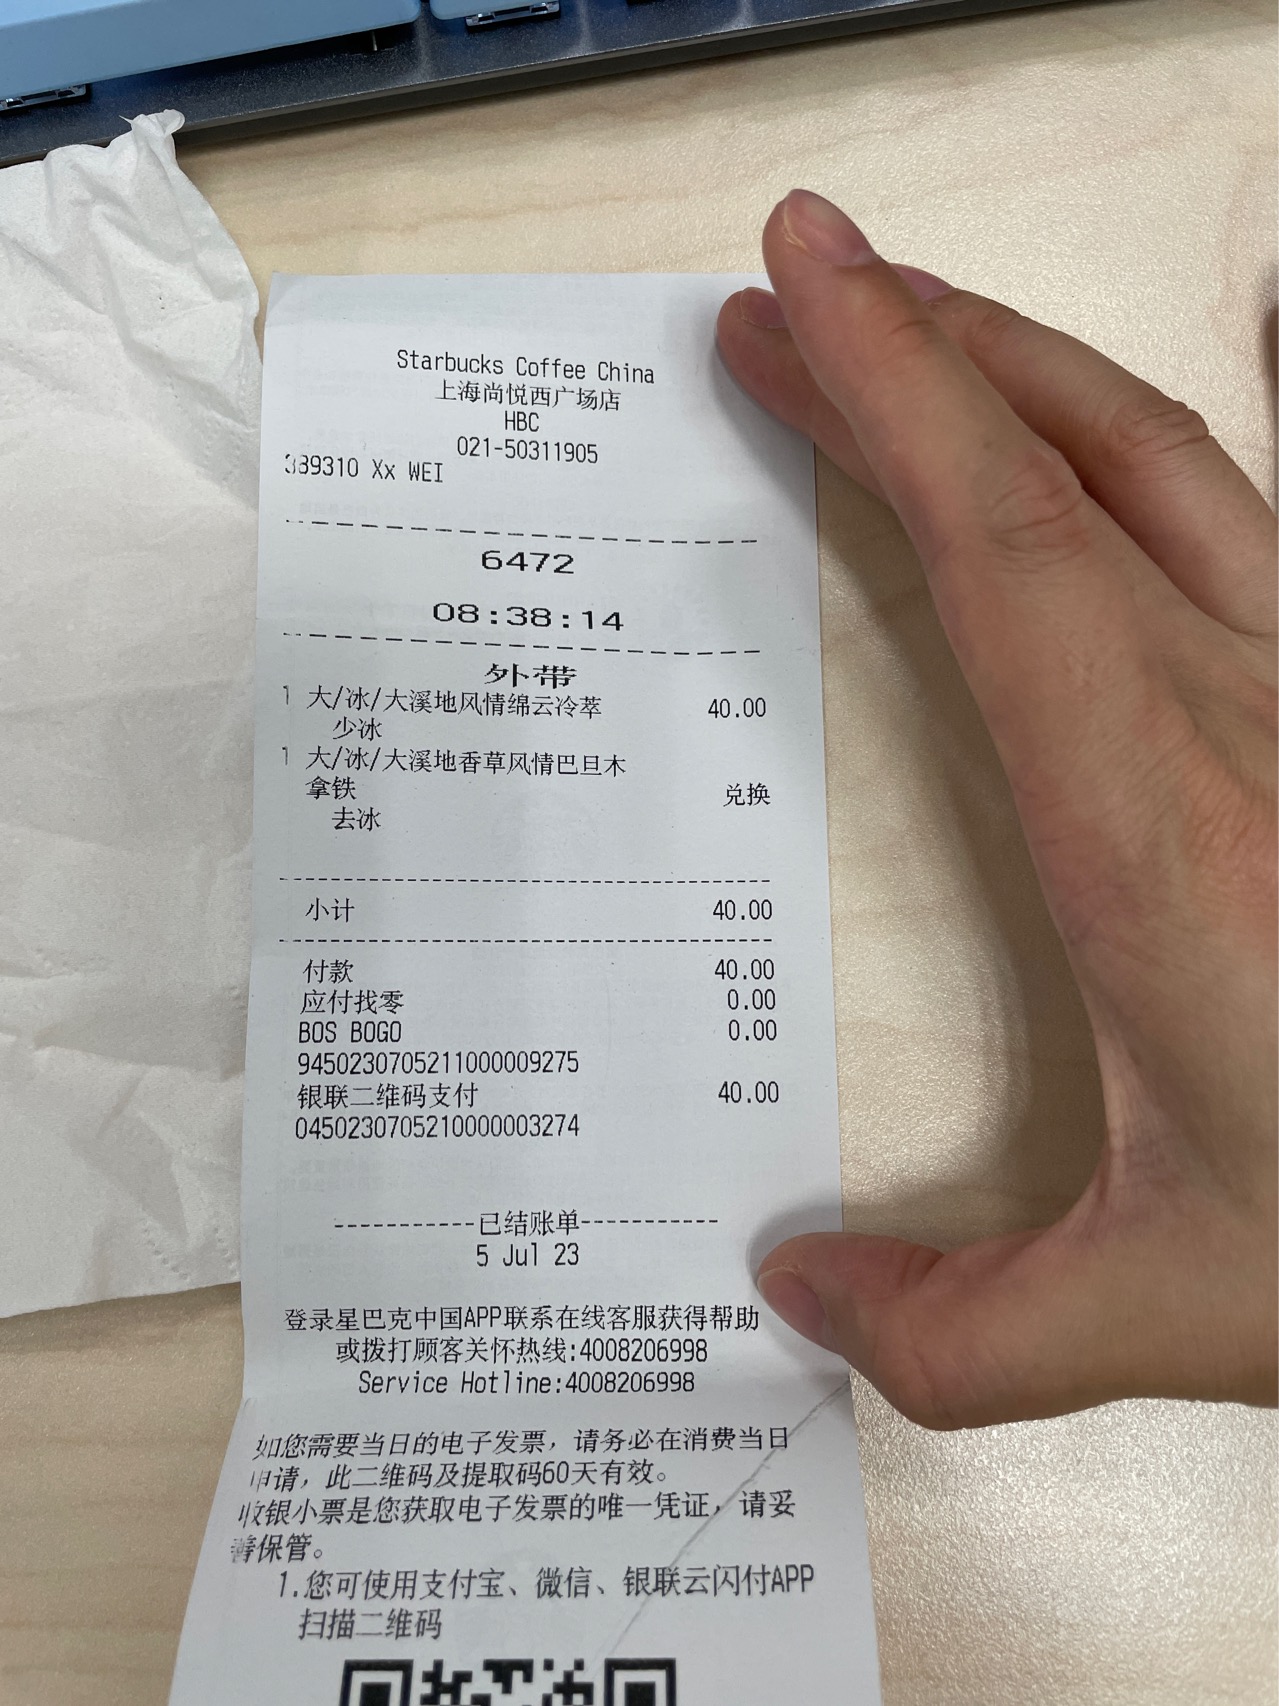 Starbucks Coffee China
上海尚悦西广场店
HBC
021-50311905
389310 Xx WEI
6472
08:38:14
外带
1 大/冰/大溪地风情绵云冷萃 40.00
少冰
1 大/冰/大溪地香草风情巴旦木
拿铁 兑换
去冰
小计 40.00
付款 40.00
应付找零 0.00
BOS BOGO 0.00
9450230705211000009275
银联二维码支付 40.00
0450230705210000003274
-----------已结账单-----------
5 Jul 23
登录星巴克中国APP联系在线客服获得帮助
或拨打顾客关怀热线:4008206998
Service Hotline:4008206998
如您需要当日的电子发票，请务必在消费当日
申请，此二维码及提取码60天有效。
收银小票是您获取电子发票的唯一凭证，请妥
善保管。
1.您可使用支付宝、微信、银联云闪付APP
扫描二维码